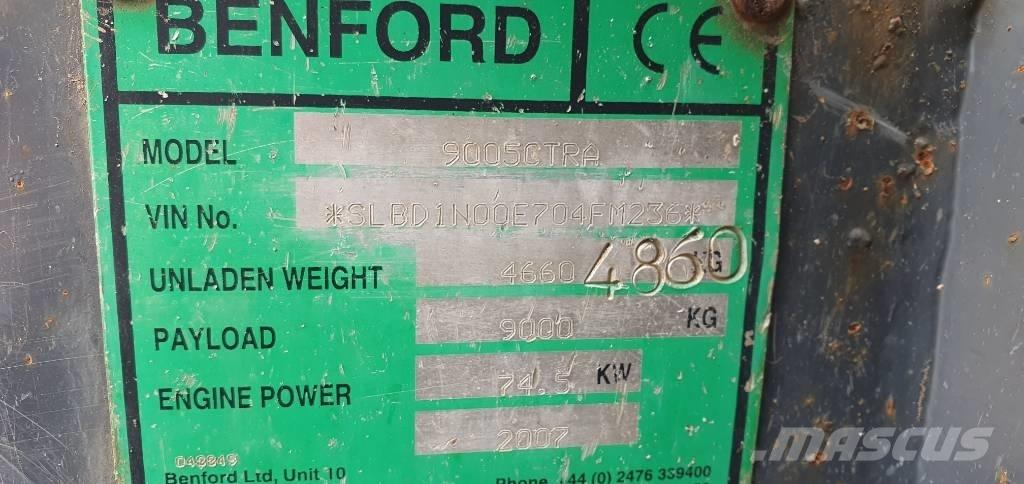 BENFORD CE
MODEL 9005CTRA
VIN No. *SLBD1N00E704FM236*
UNLADEN WEIGHT 4660 4860 KG
PAYLOAD 9000 KG
ENGINE POWER 74.5 KW
2007
Benford Ltd, Unit 10 Phone +44 (0) 2476 339400
MASCUS